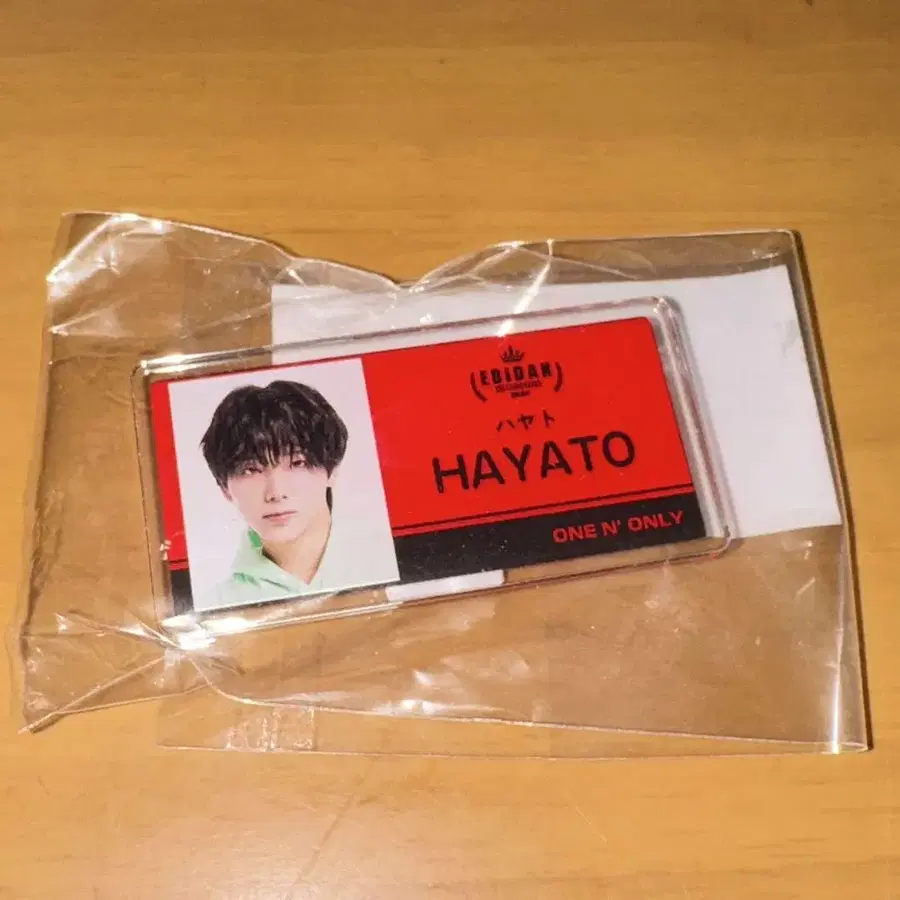 EBiDAN
ハヤト
HAYATO
ONE N' ONLY